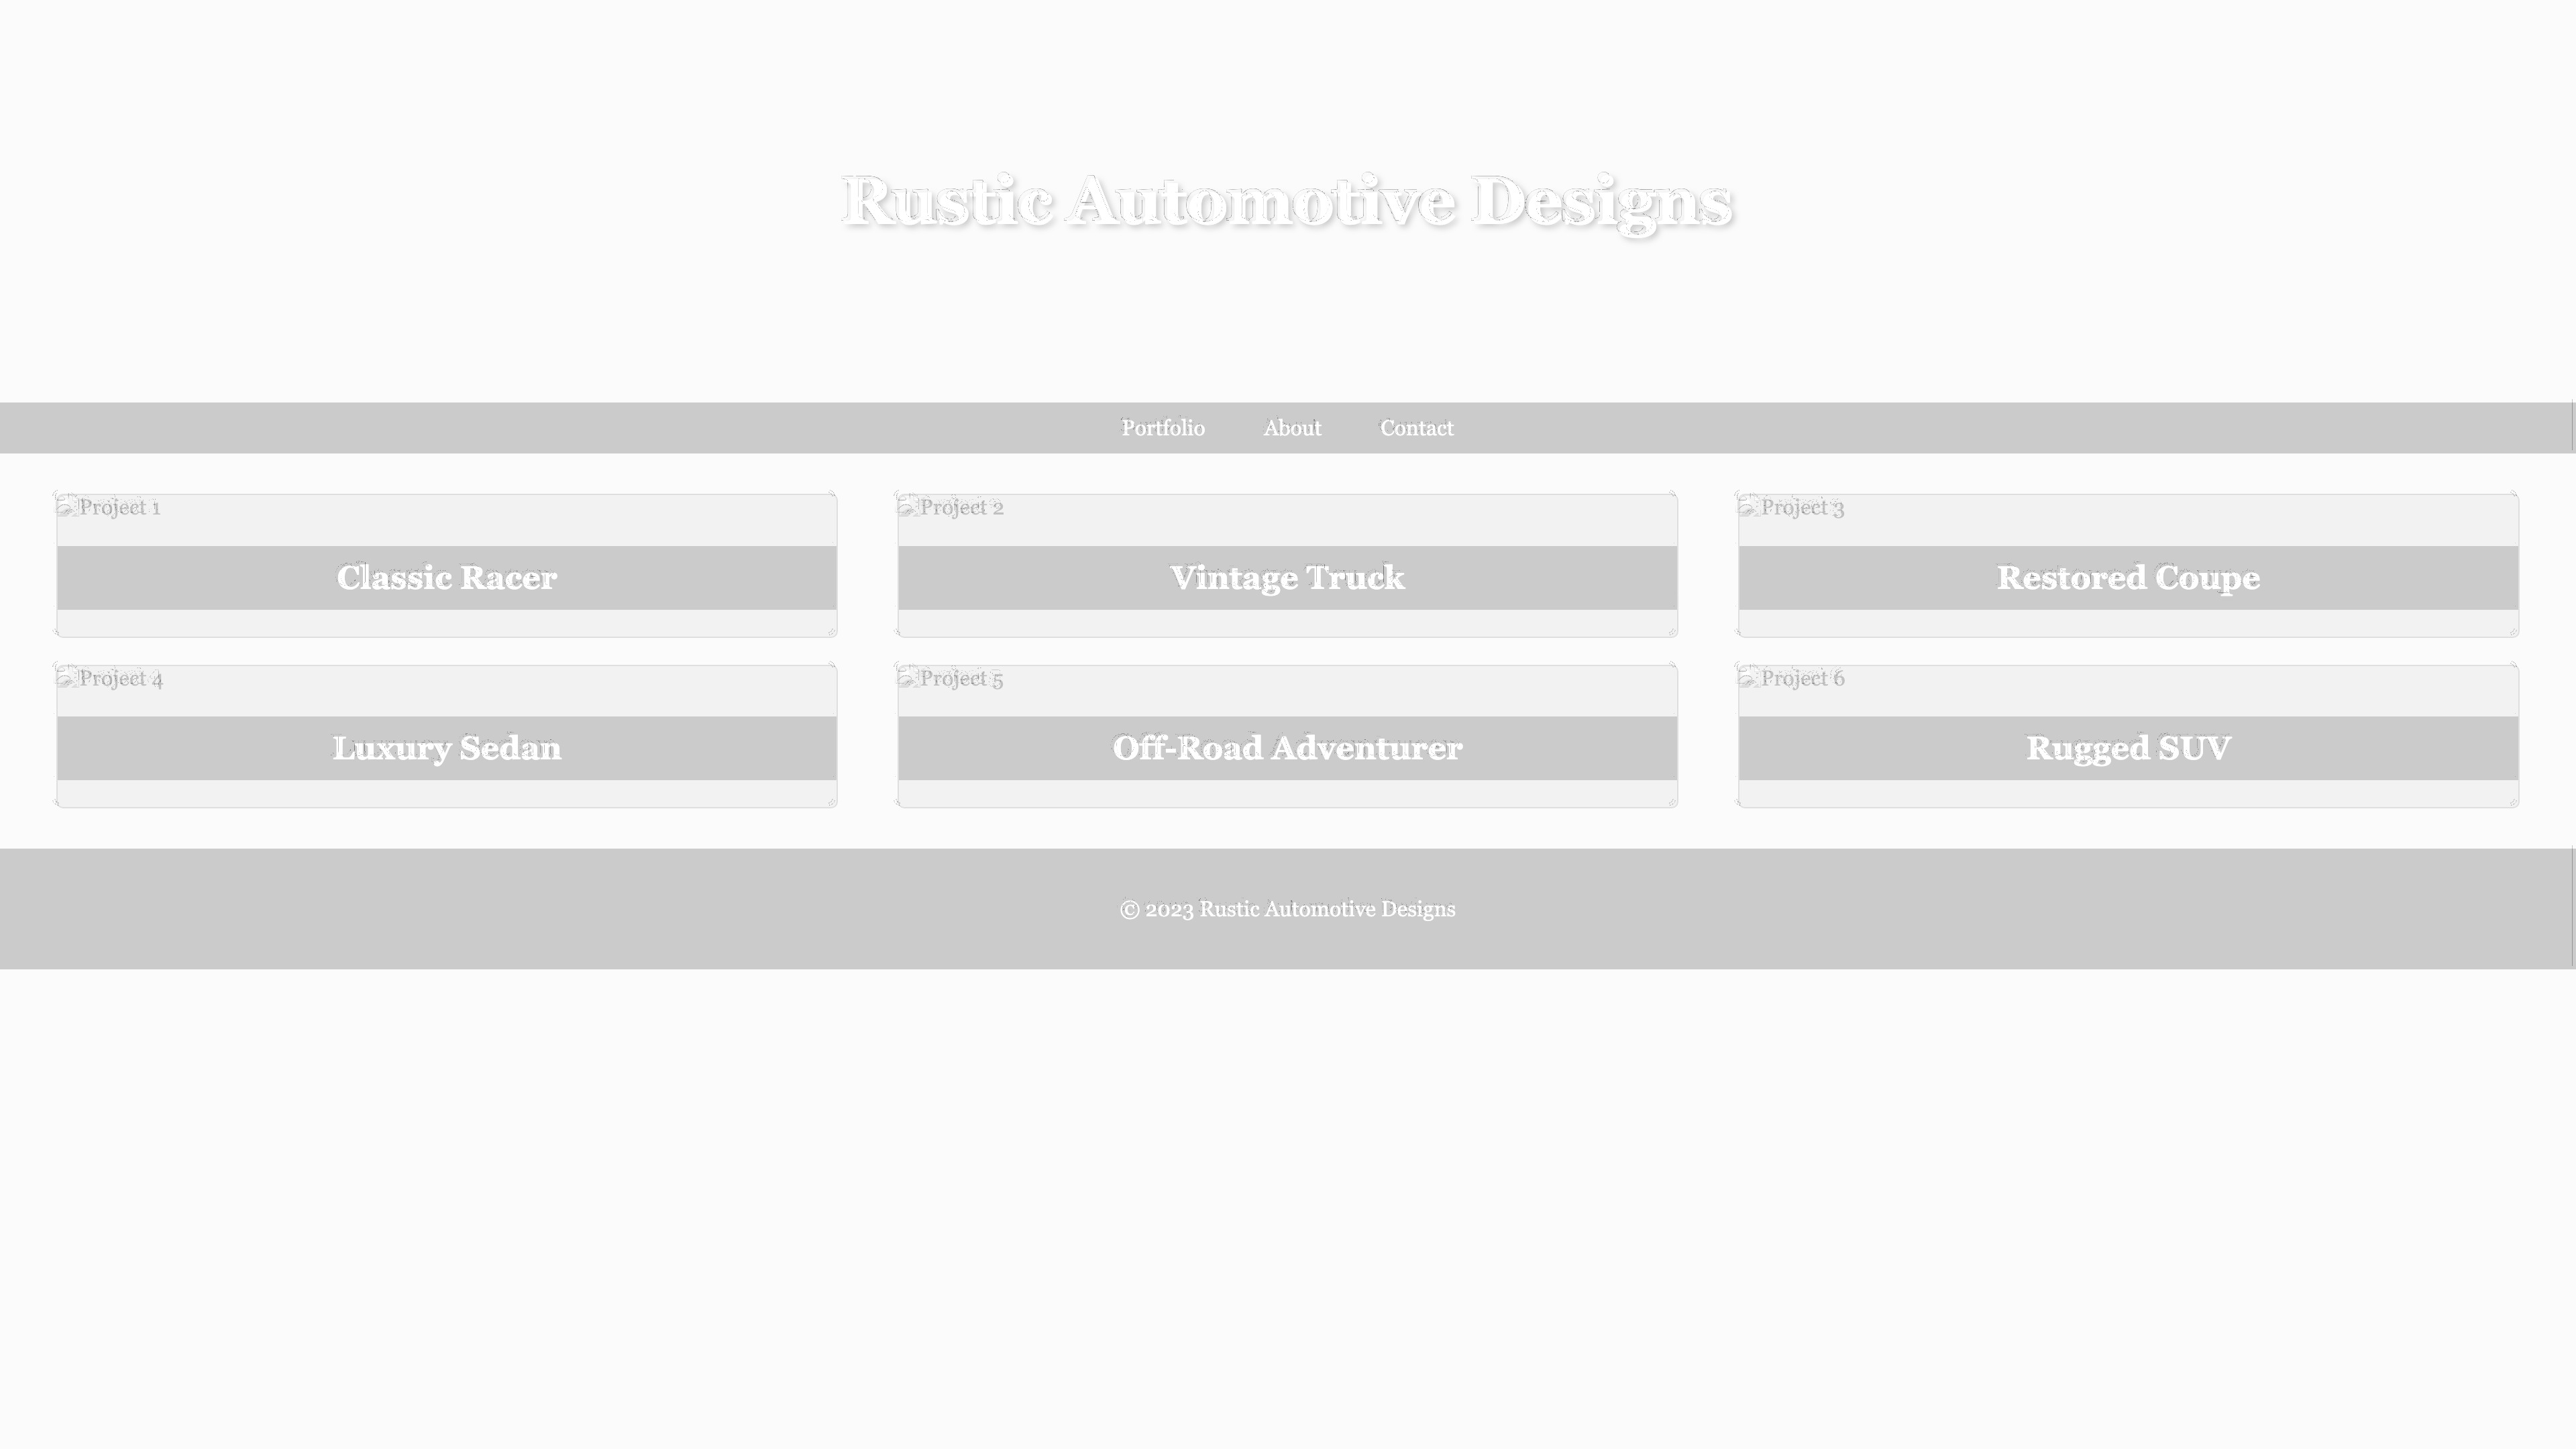 Rustic Automotive Designs
Portfolio About Contact
Project 1 Project 2 Project 3
Classic Racer Vintage Truck Restored Coupe
Project 4 Project 5 Project 6
Luxury Sedan Off-Road Adventurer Rugged SUV
© 2023 Rustic Automotive Designs